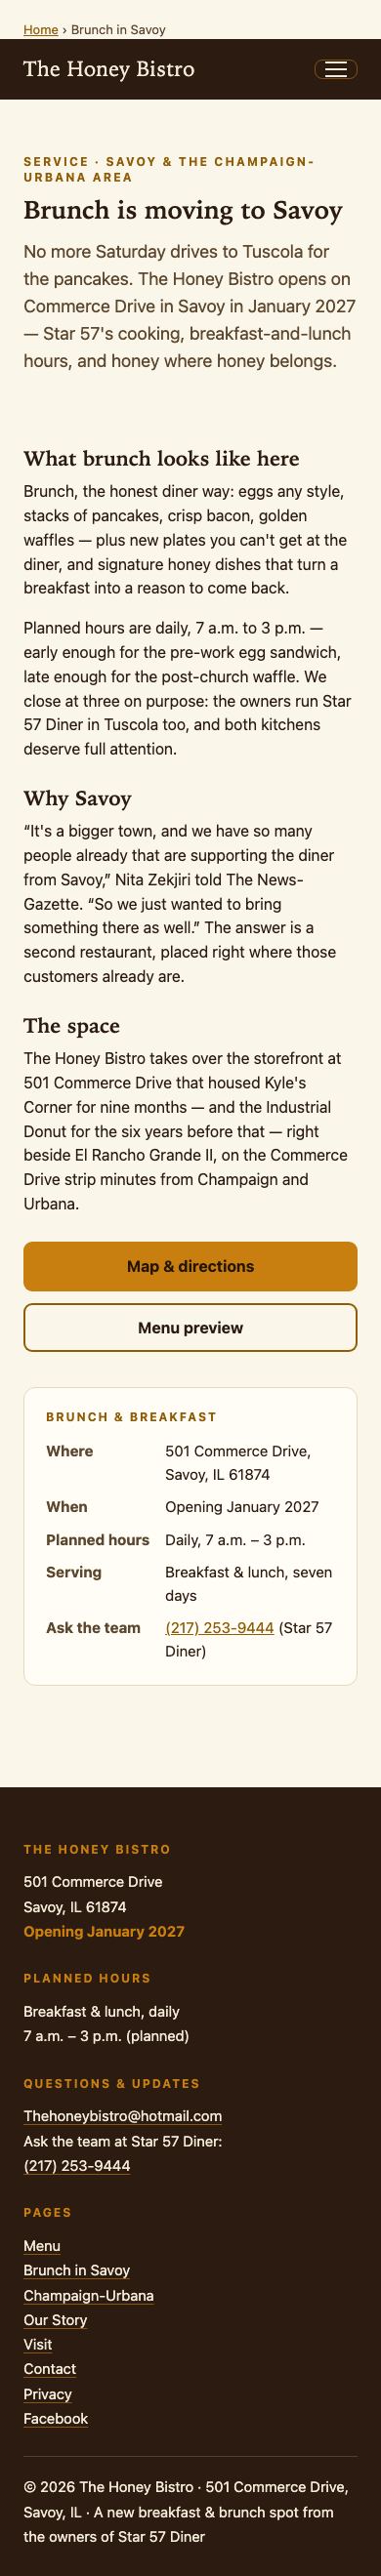 Home › Brunch in Savoy
The Honey Bistro
SERVICE · SAVOY & THE CHAMPAIGN-
URBANA AREA
Brunch is moving to Savoy
No more Saturday drives to Tuscola for
the pancakes. The Honey Bistro opens on
Commerce Drive in Savoy in January 2027
— Star 57's cooking, breakfast-and-lunch
hours, and honey where honey belongs.
What brunch looks like here
Brunch, the honest diner way: eggs any style,
stacks of pancakes, crisp bacon, golden
waffles — plus new plates you can't get at the
diner, and signature honey dishes that turn a
breakfast into a reason to come back.
Planned hours are daily, 7 a.m. to 3 p.m. —
early enough for the pre-work egg sandwich,
late enough for the post-church waffle. We
close at three on purpose: the owners run Star
57 Diner in Tuscola too, and both kitchens
deserve full attention.
Why Savoy
“It's a bigger town, and we have so many
people already that are supporting the diner
from Savoy,” Nita Zekjiri told The News-
Gazette. “So we just wanted to bring
something there as well.” The answer is a
second restaurant, placed right where those
customers already are.
The space
The Honey Bistro takes over the storefront at
501 Commerce Drive that housed Kyle's
Corner for nine months — and the Industrial
Donut for the six years before that — right
beside El Rancho Grande II, on the Commerce
Drive strip minutes from Champaign and
Urbana.
Map & directions
Menu preview
BRUNCH & BREAKFAST
Where 501 Commerce Drive,
Savoy, IL 61874
When Opening January 2027
Planned hours Daily, 7 a.m. – 3 p.m.
Serving Breakfast & lunch, seven
days
Ask the team (217) 253-9444 (Star 57
Diner)
THE HONEY BISTRO
501 Commerce Drive
Savoy, IL 61874
Opening January 2027
PLANNED HOURS
Breakfast & lunch, daily
7 a.m. – 3 p.m. (planned)
QUESTIONS & UPDATES
Thehoneybistro@hotmail.com
Ask the team at Star 57 Diner:
(217) 253-9444
PAGES
Menu
Brunch in Savoy
Champaign-Urbana
Our Story
Visit
Contact
Privacy
Facebook
© 2026 The Honey Bistro · 501 Commerce Drive,
Savoy, IL · A new breakfast & brunch spot from
the owners of Star 57 Diner